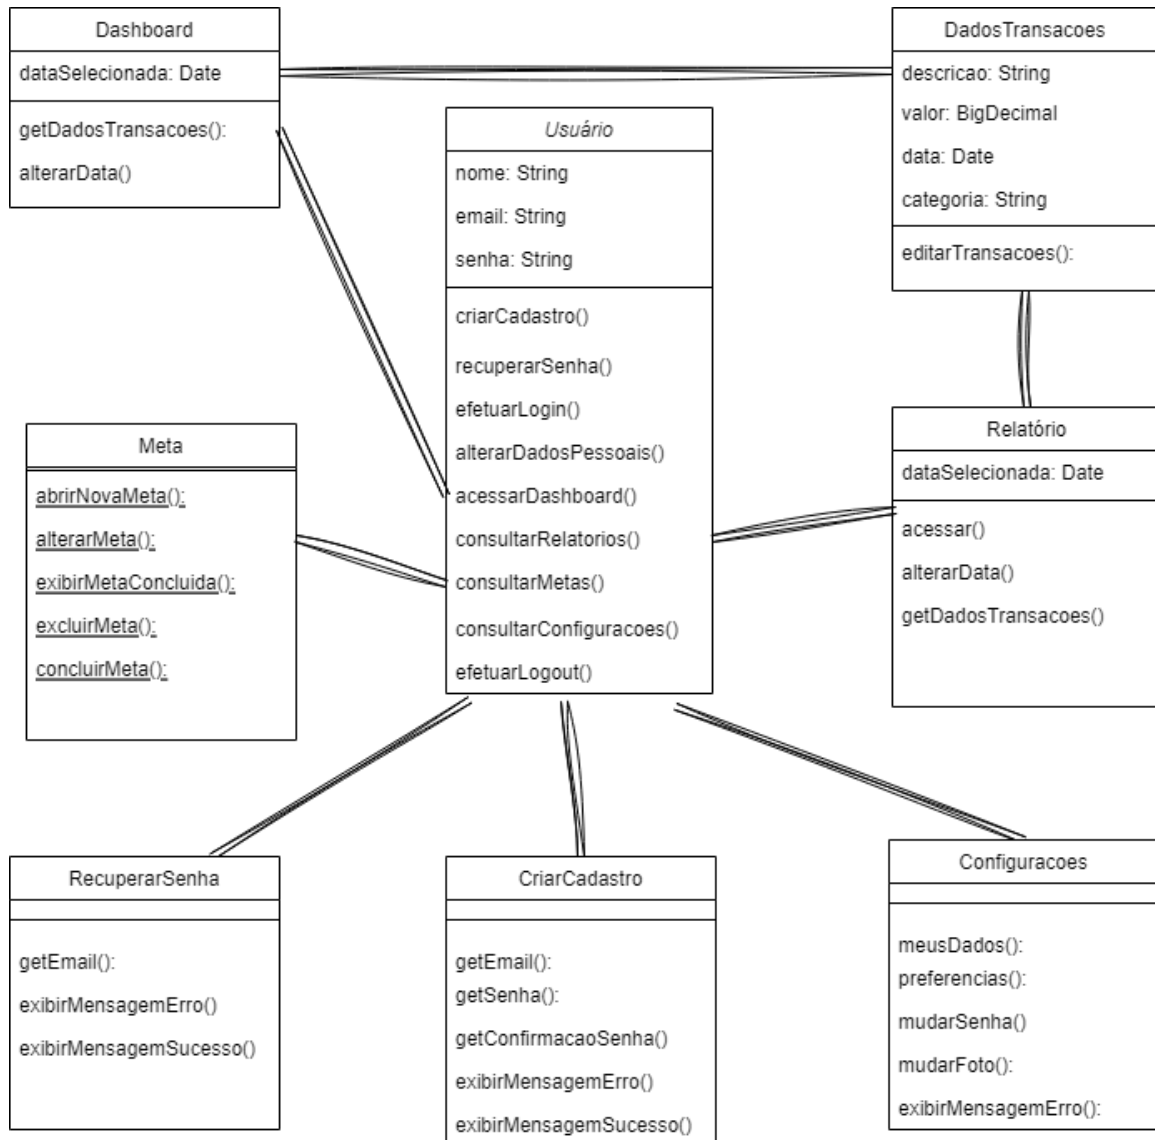 Dashboard
dataSelecionada: Date
getDadosTransacoes():
alterarData()
DadosTransacoes
descricao: String
valor: BigDecimal
data: Date
categoria: String
editarTransacoes():
Usuário
nome: String
email: String
senha: String
criarCadastro()
recuperarSenha()
efetuarLogin()
alterarDadosPessoais()
acessarDashboard()
consultarRelatorios()
consultarMetas()
consultarConfiguracoes()
efetuarLogout()
Meta
abrirNovaMeta():
alterarMeta():
exibirMetaConcluida():
excluirMeta():
concluirMeta():
Relatório
dataSelecionada: Date
acessar()
alterarData()
getDadosTransacoes()
RecuperarSenha
getEmail():
exibirMensagemErro()
exibirMensagemSucesso()
CriarCadastro
getEmail():
getSenha():
getConfirmacaoSenha()
exibirMensagemErro()
exibirMensagemSucesso()
Configuracoes
meusDados():
preferencias():
mudarSenha()
mudarFoto():
exibirMensagemErro():